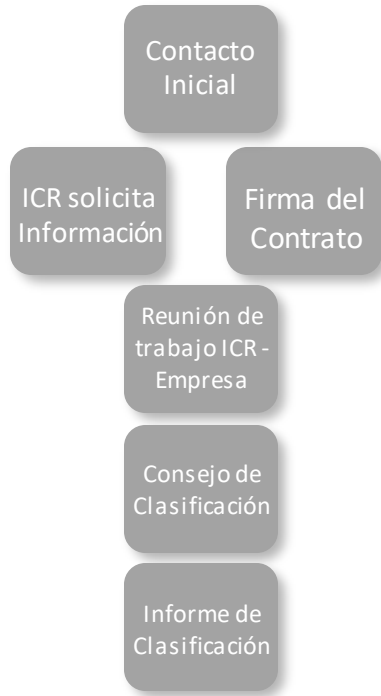 Contacto
Inicial
ICR solicita
Información
Firma del
Contrato
Reunión de
trabajo ICR -
Empresa
Consejo de
Clasificación
Informe de
Clasificación